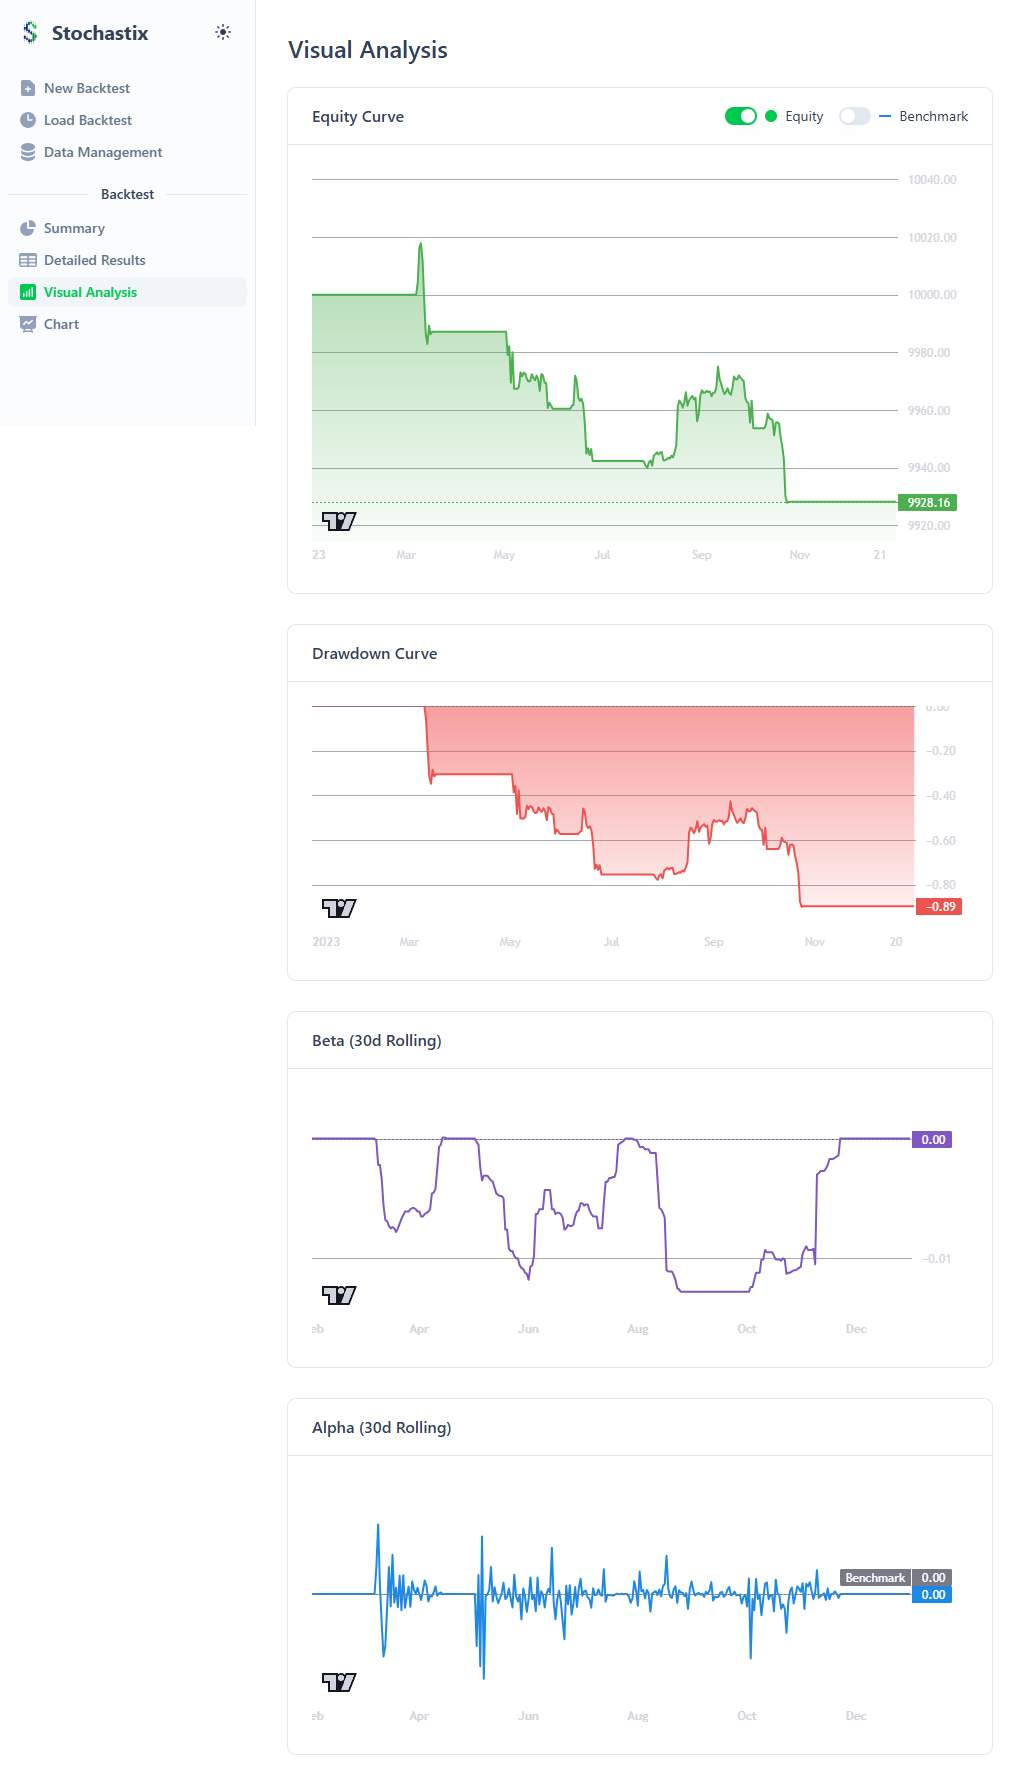 Stochastix
New Backtest
Load Backtest
Data Management
Backtest
Summary
Detailed Results
Visual Analysis
Chart
Visual Analysis
Equity Curve
Equity
Benchmark
10040.00
10020.00
10000.00
9980.00
9960.00
9940.00
9928.16
9920.00
23 Mar May Jul Sep Nov 21
Drawdown Curve
0.00
−0.20
−0.40
−0.60
−0.80
−0.89
2023 Mar May Jul Sep Nov 20
Beta (30d Rolling)
0.00
−0.01
eb Apr Jun Aug Oct Dec
Alpha (30d Rolling)
Benchmark 0.00
0.00
eb Apr Jun Aug Oct Dec